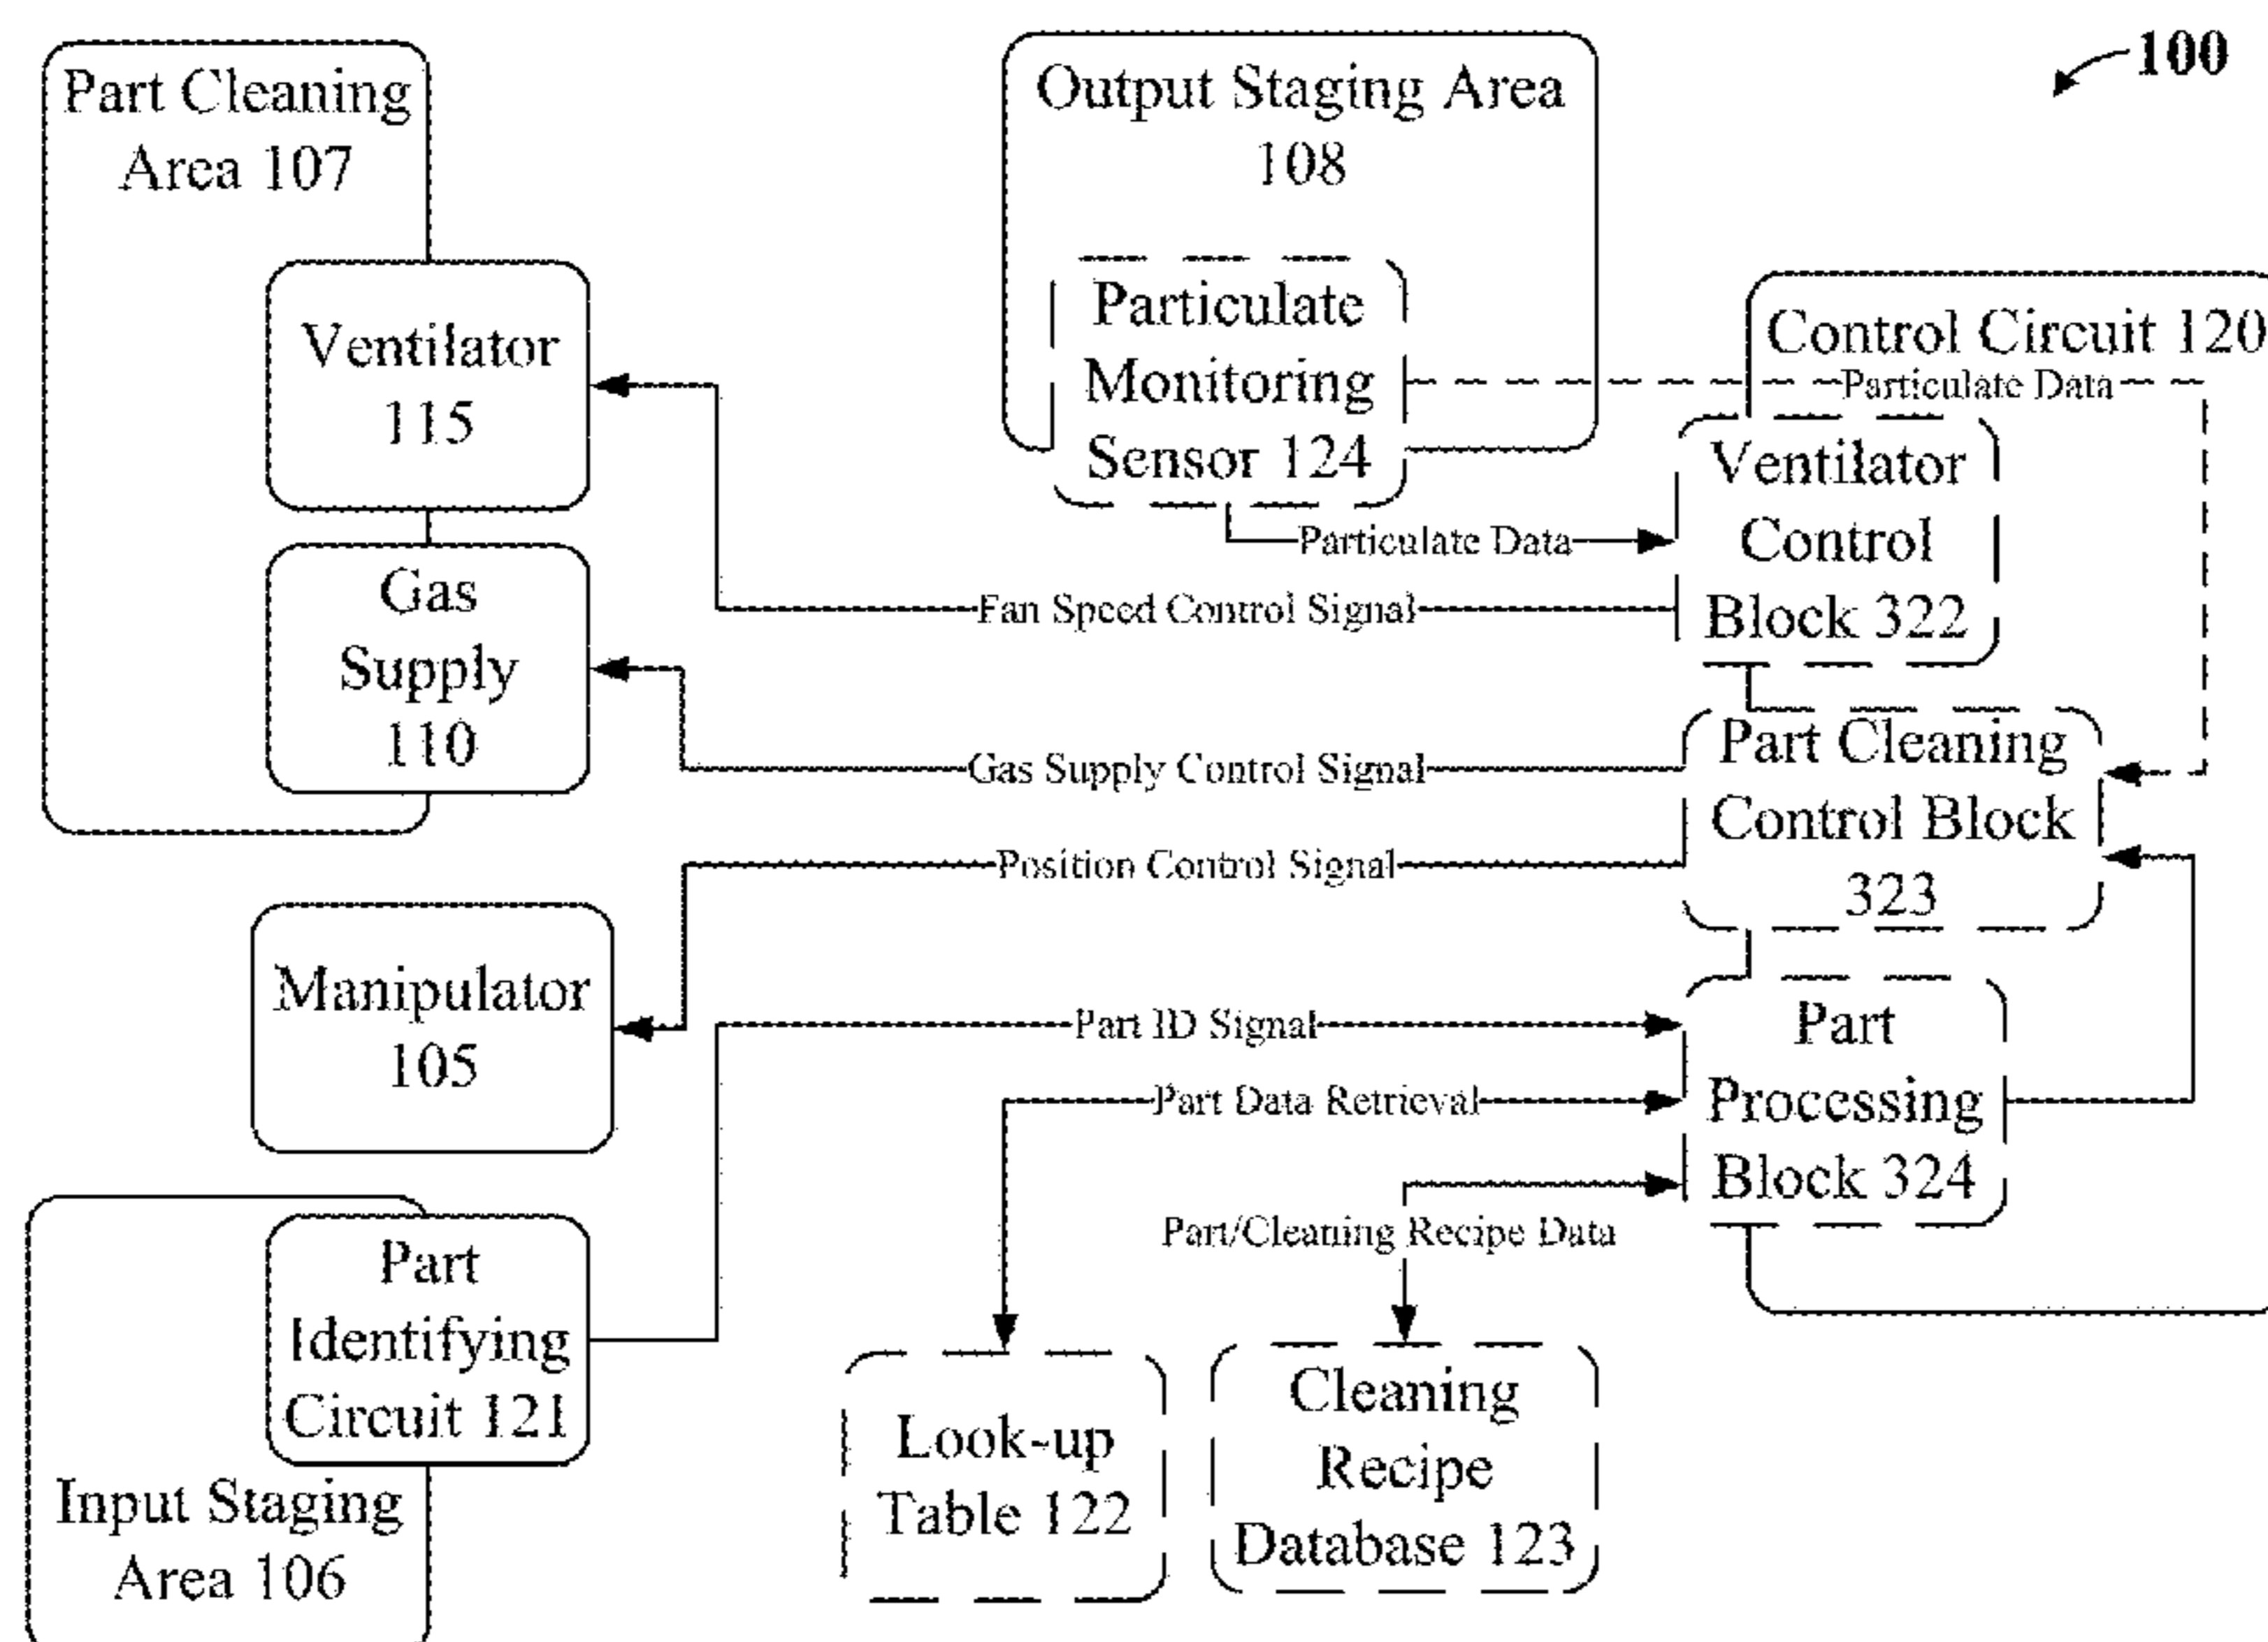 100
Part Cleaning
Area 107
Output Staging Area
108
Ventilator
115
Particulate
Monitoring
Sensor 124
Control Circuit 120
Particulate Data
Ventilator
Control
Block 322
Particulate Data
Fan Speed Control Signal
Gas
Supply
110
Gas Supply Control Signal
Part Cleaning
Control Block
323
Position Control Signal
Manipulator
105
Part ID Signal
Part Data Retrieval
Part
Processing
Block 324
Part/Cleaning Recipe Data
Part
Identifying
Circuit 121
Input Staging
Area 106
Look-up
Table 122
Cleaning
Recipe
Database 123